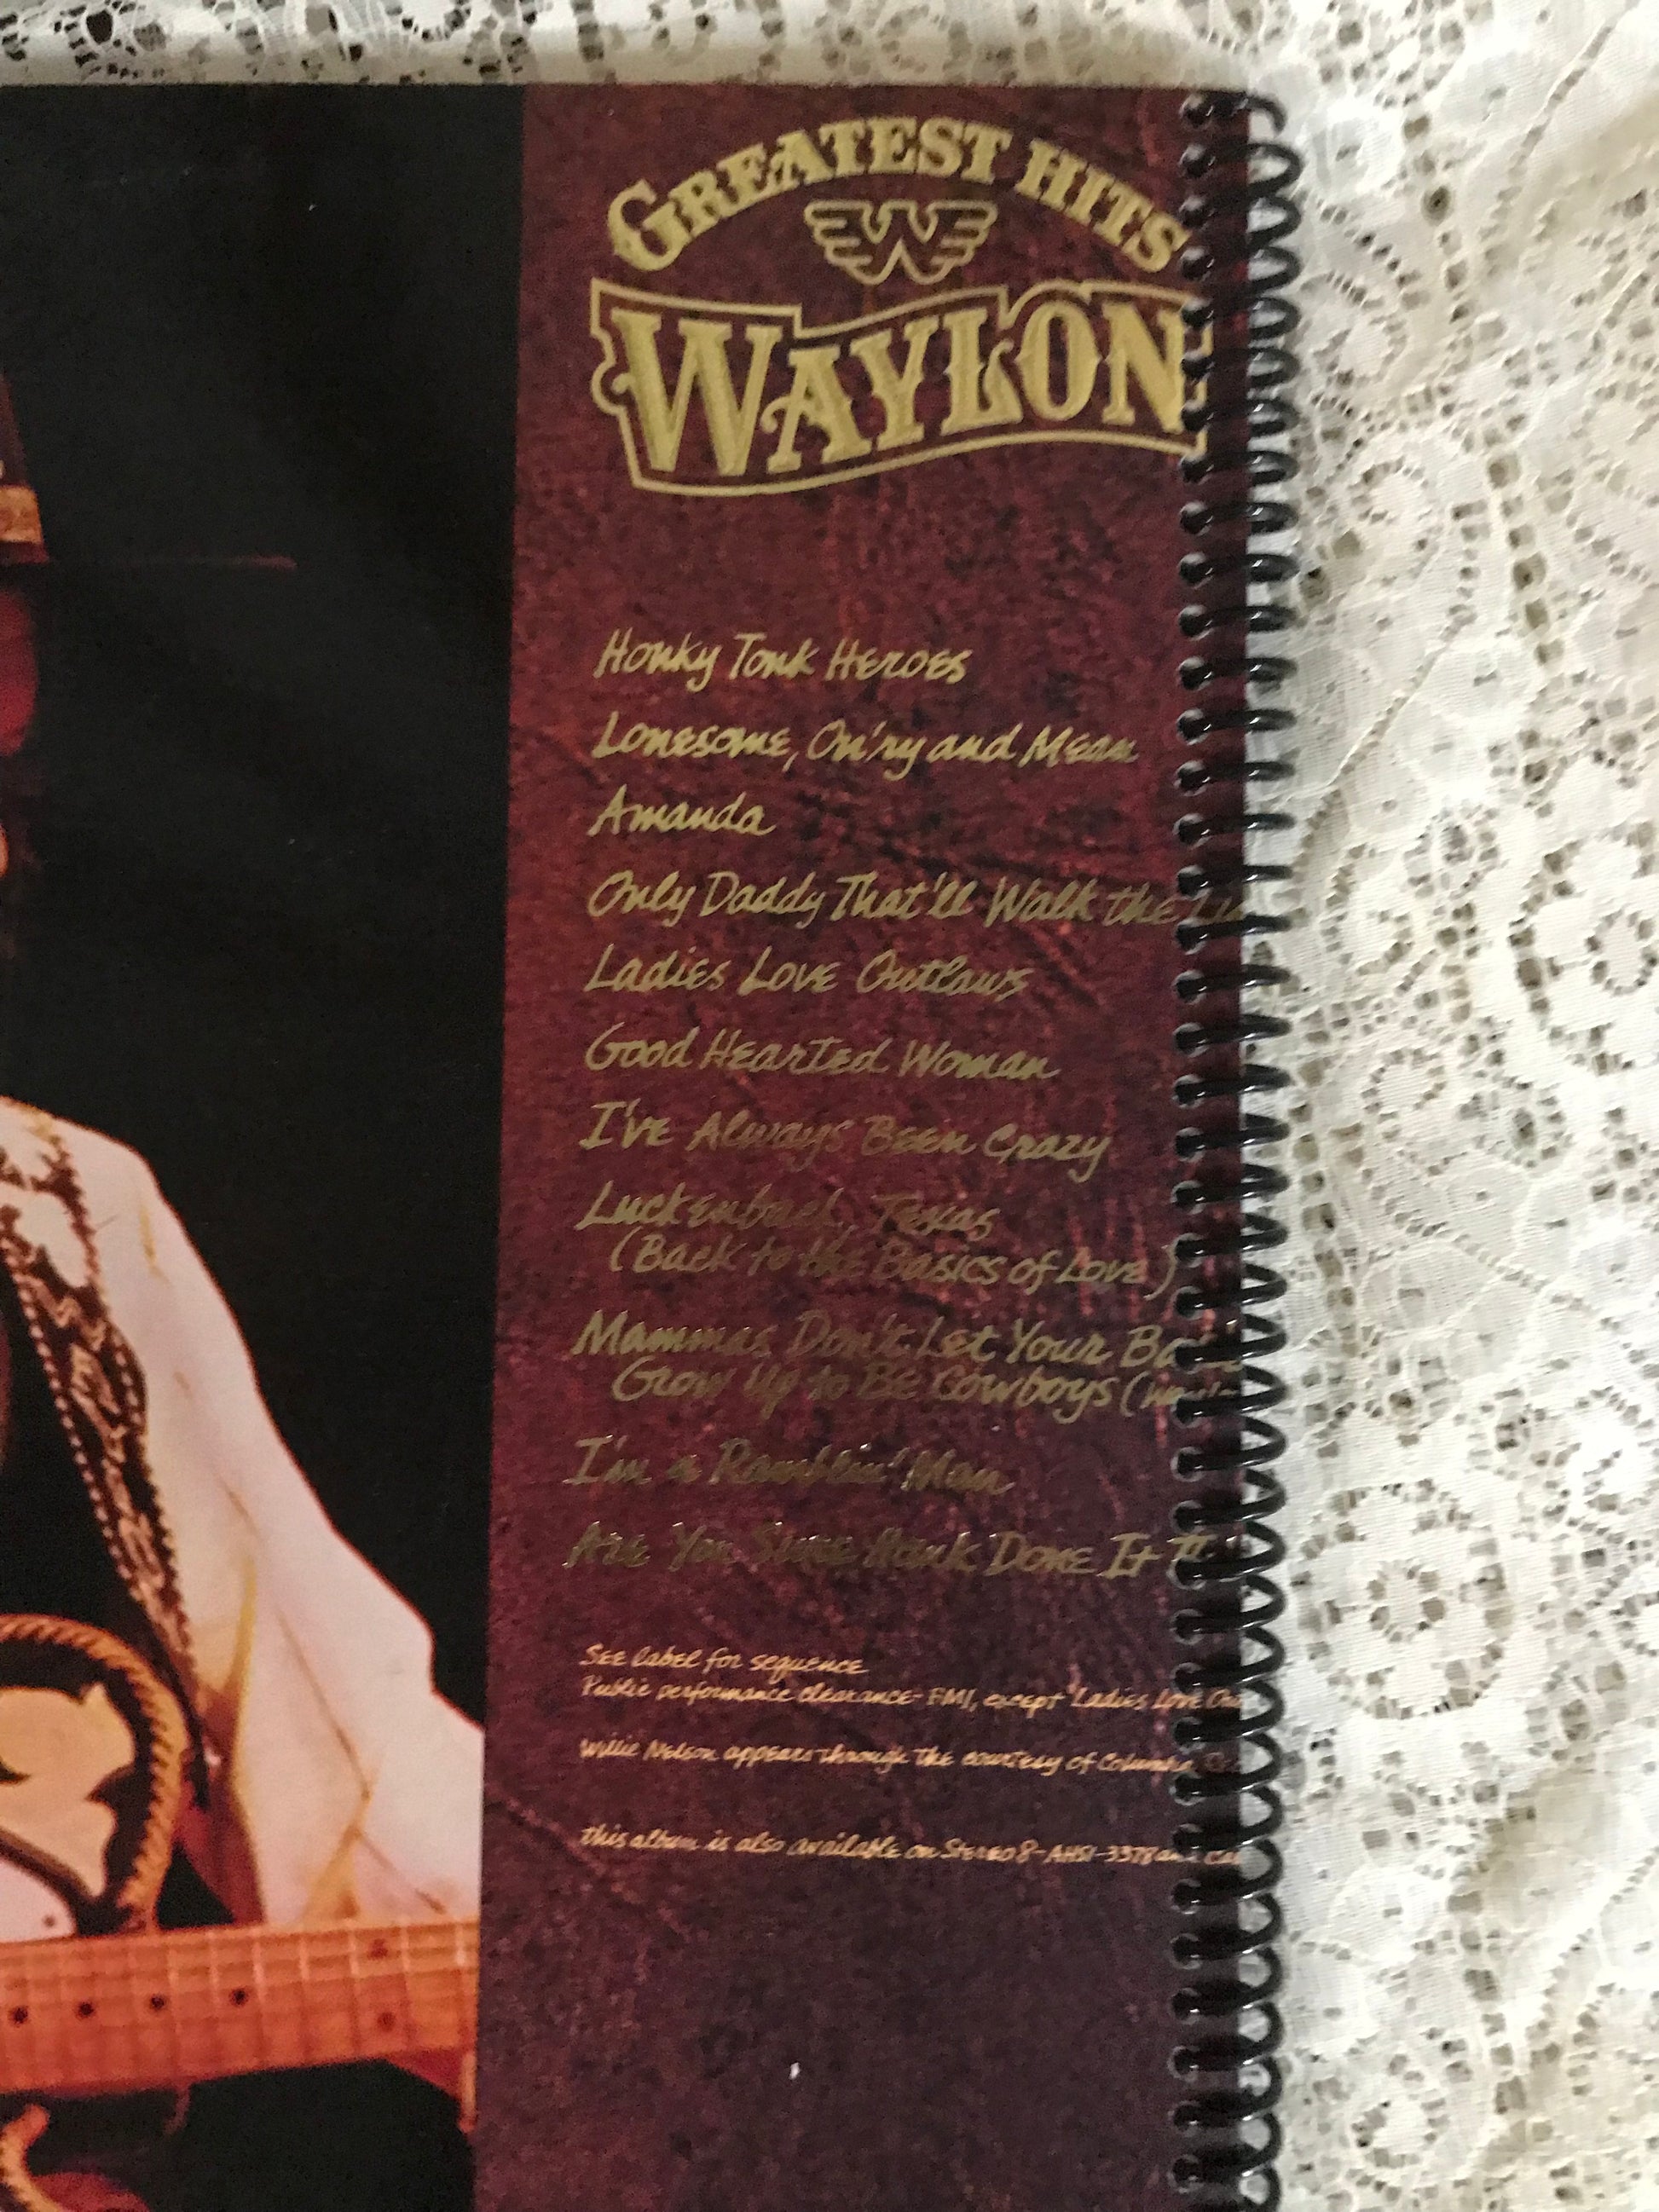 GREATEST HITS
W
WAYLON
Honky Tonk Heroes
Lonesome, On'ry and Mean
Amanda
Only Daddy That'll Walk the
Ladies Love Outlaws
Good Hearted Woman
I've Always Been Crazy
Luckenbach, Texas
(Back to the Basics of Love)
Mammas Don't Let Your
Grow Up to Be Cowboys
I'm a Ramblin' Man
Are You Sure Hank Done It
See label for sequence
Public performance clearance- BMI, except "Ladies Love
Willie Nelson appears through the courtesy of Columbia
this album is also available on Stereo 8-AHS1-3378 and